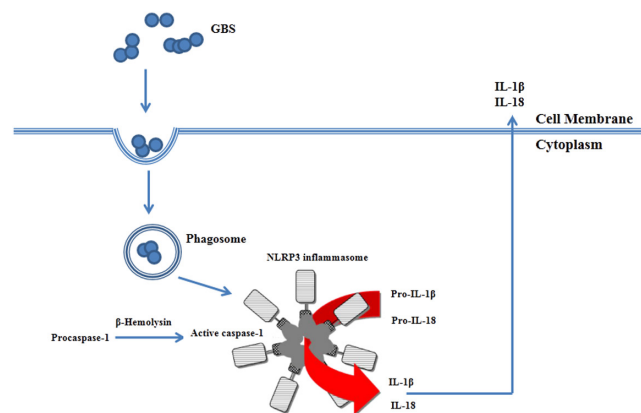 GBS
IL-1β
IL-18
Cell Membrane
Cytoplasm
Phagosome
NLRP3 inflammasome
Pro-IL-1β
Pro-IL-18
β-Hemolysin
Procaspase-1
Active caspase-1
IL-1β
IL-18